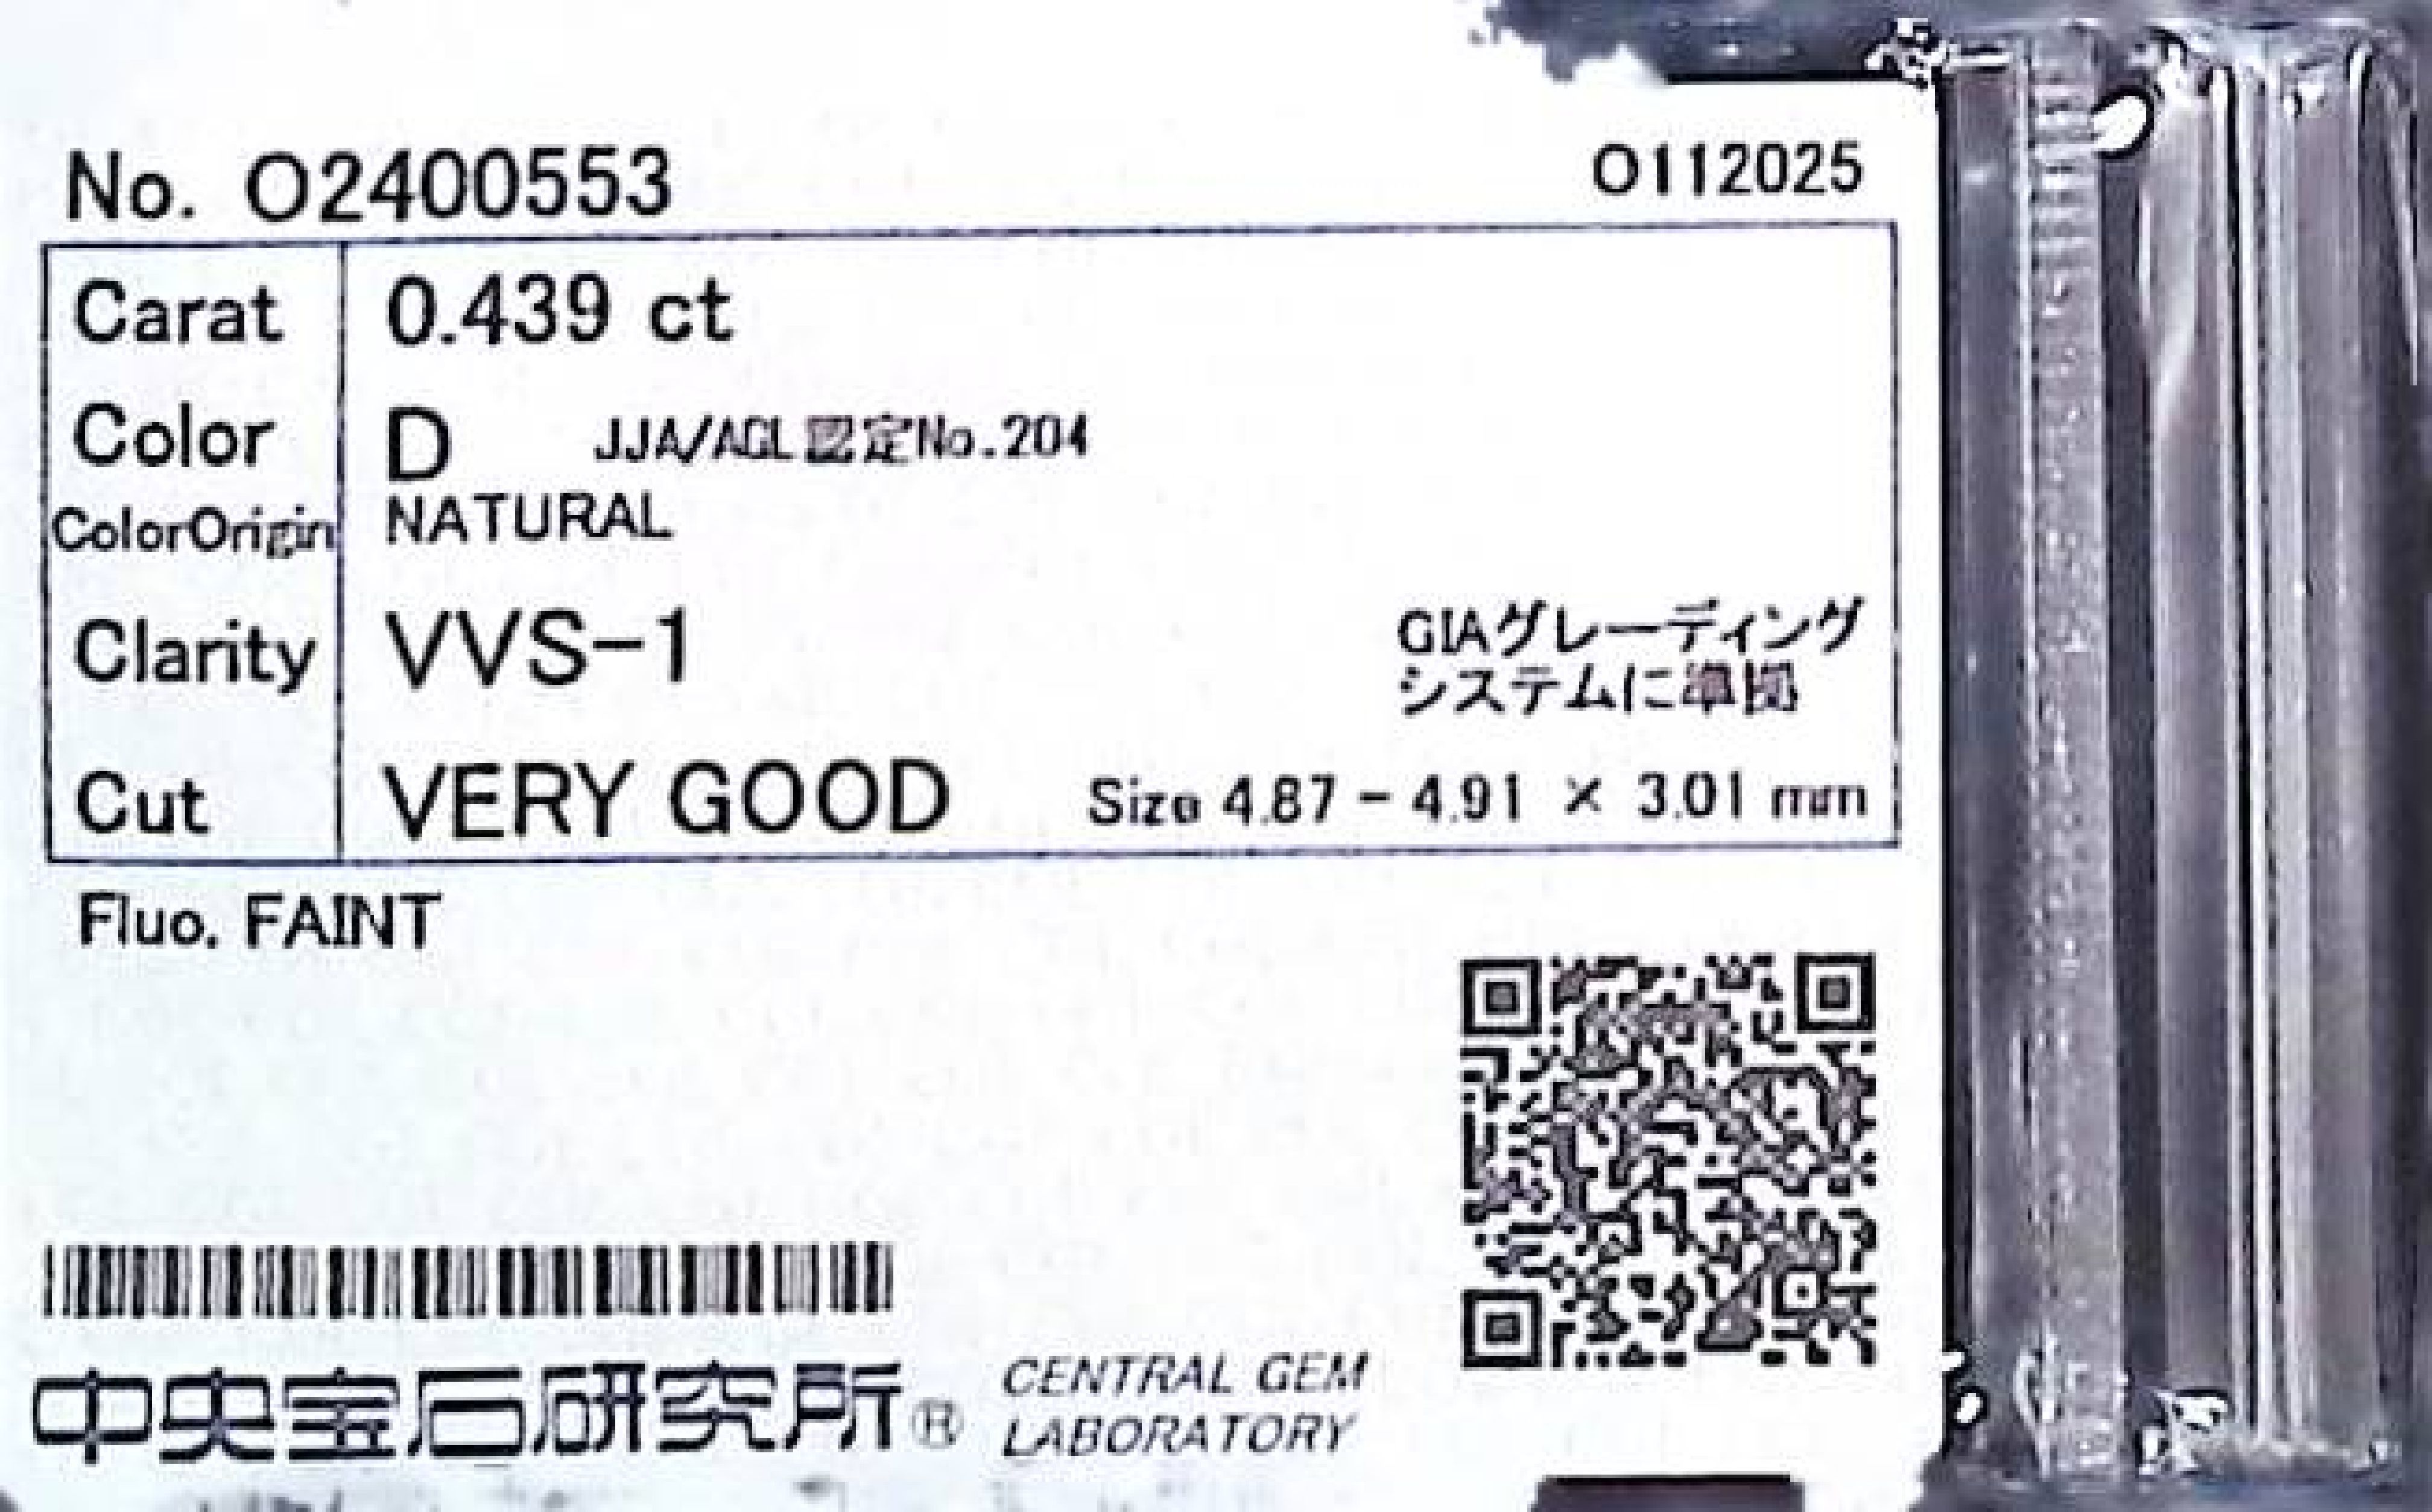 No. O2400553
O112025
Carat 0.439 ct
Color D JJA/AGL認定No.204
ColorOrigin NATURAL
Clarity VVS-1
GIAグレーディング
システムに準拠
Cut VERY GOOD Size 4.87 - 4.91 × 3.01 mm
Fluo. FAINT
中央宝石研究所® CENTRAL GEM
LABORATORY